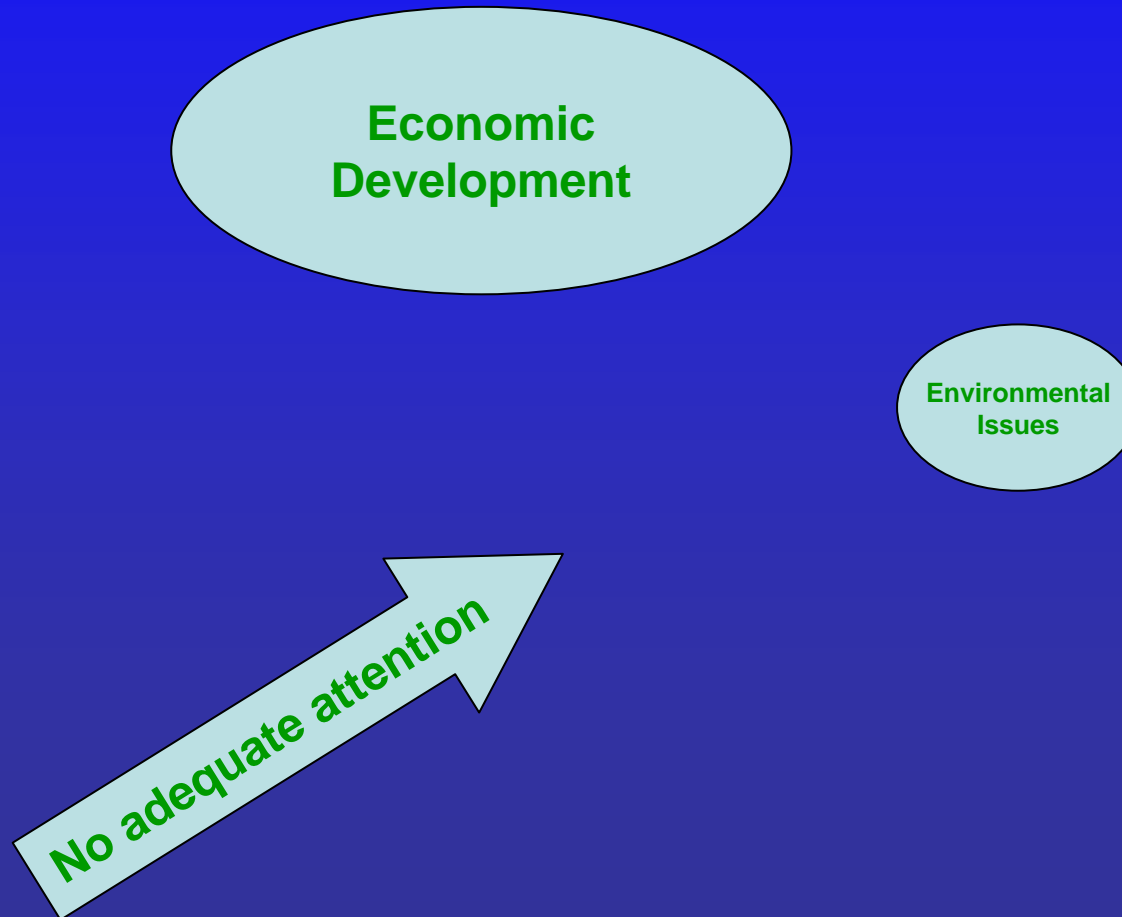 Economic
Development
Environmental
Issues
No adequate attention